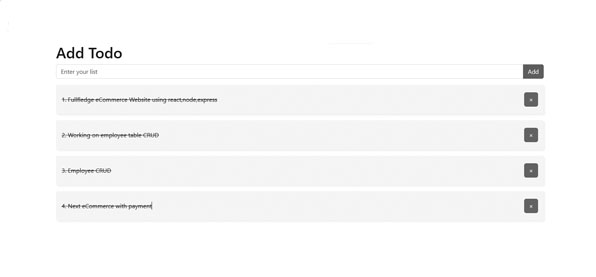 Add Todo
Enter your list
Add
1. Fullfledge eCommerce Website using react,node,express
x
2. Working on employee table CRUD
x
3. Employee CRUD
x
4. Next eCommerce with payment
x